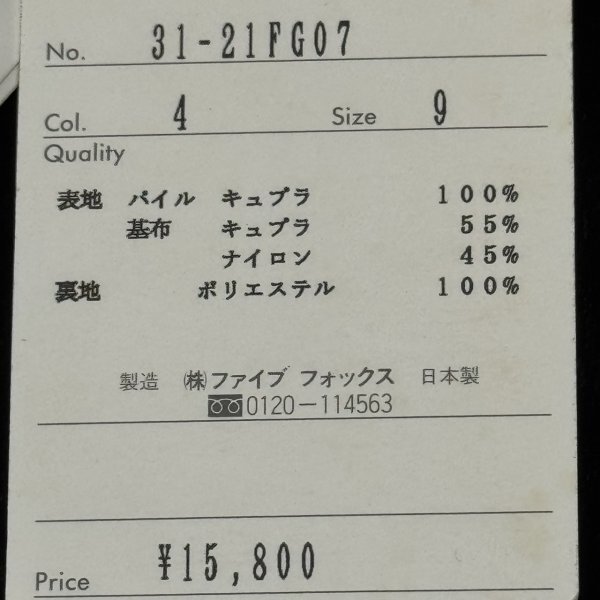 No. 31-21FG07
Col. 4 Size 9
Quality
表地 パイル キュプラ 100%
基布 キュプラ 55%
ナイロン 45%
裏地 ポリエステル 100%
製造 ㈱ファイブ フォックス 日本製
0120-114563
Price ¥15,800